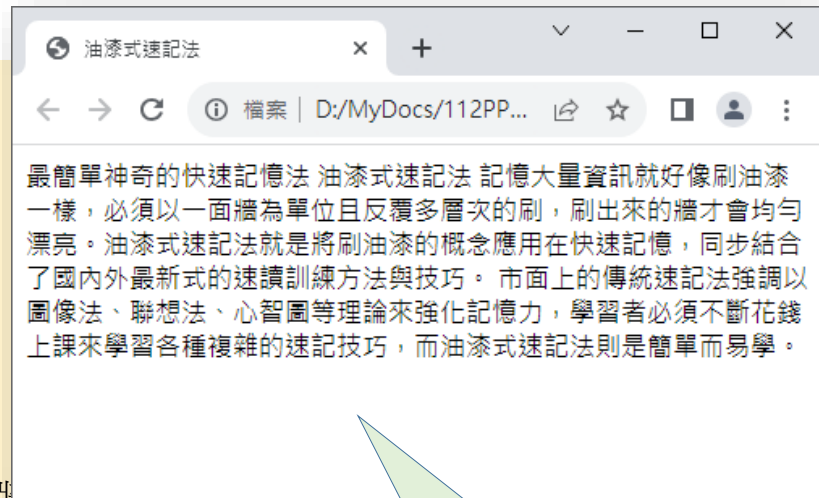 油漆式速記法
檔案 D:/MyDocs/112PP...
最簡單神奇的快速記憶法 油漆式速記法 記憶大量資訊就好像刷油漆
一樣，必須以一面牆為單位且反覆多層次的刷，刷出來的牆才會均勻
漂亮。油漆式速記法就是將刷油漆的概念應用在快速記憶，同步結合
了國內外最新式的速讀訓練方法與技巧。 市面上的傳統速記法強調以
圖像法、聯想法、心智圖等理論來強化記憶力，學習者必須不斷花錢
上課來學習各種複雜的速記技巧，而油漆式速記法則是簡單而易學。